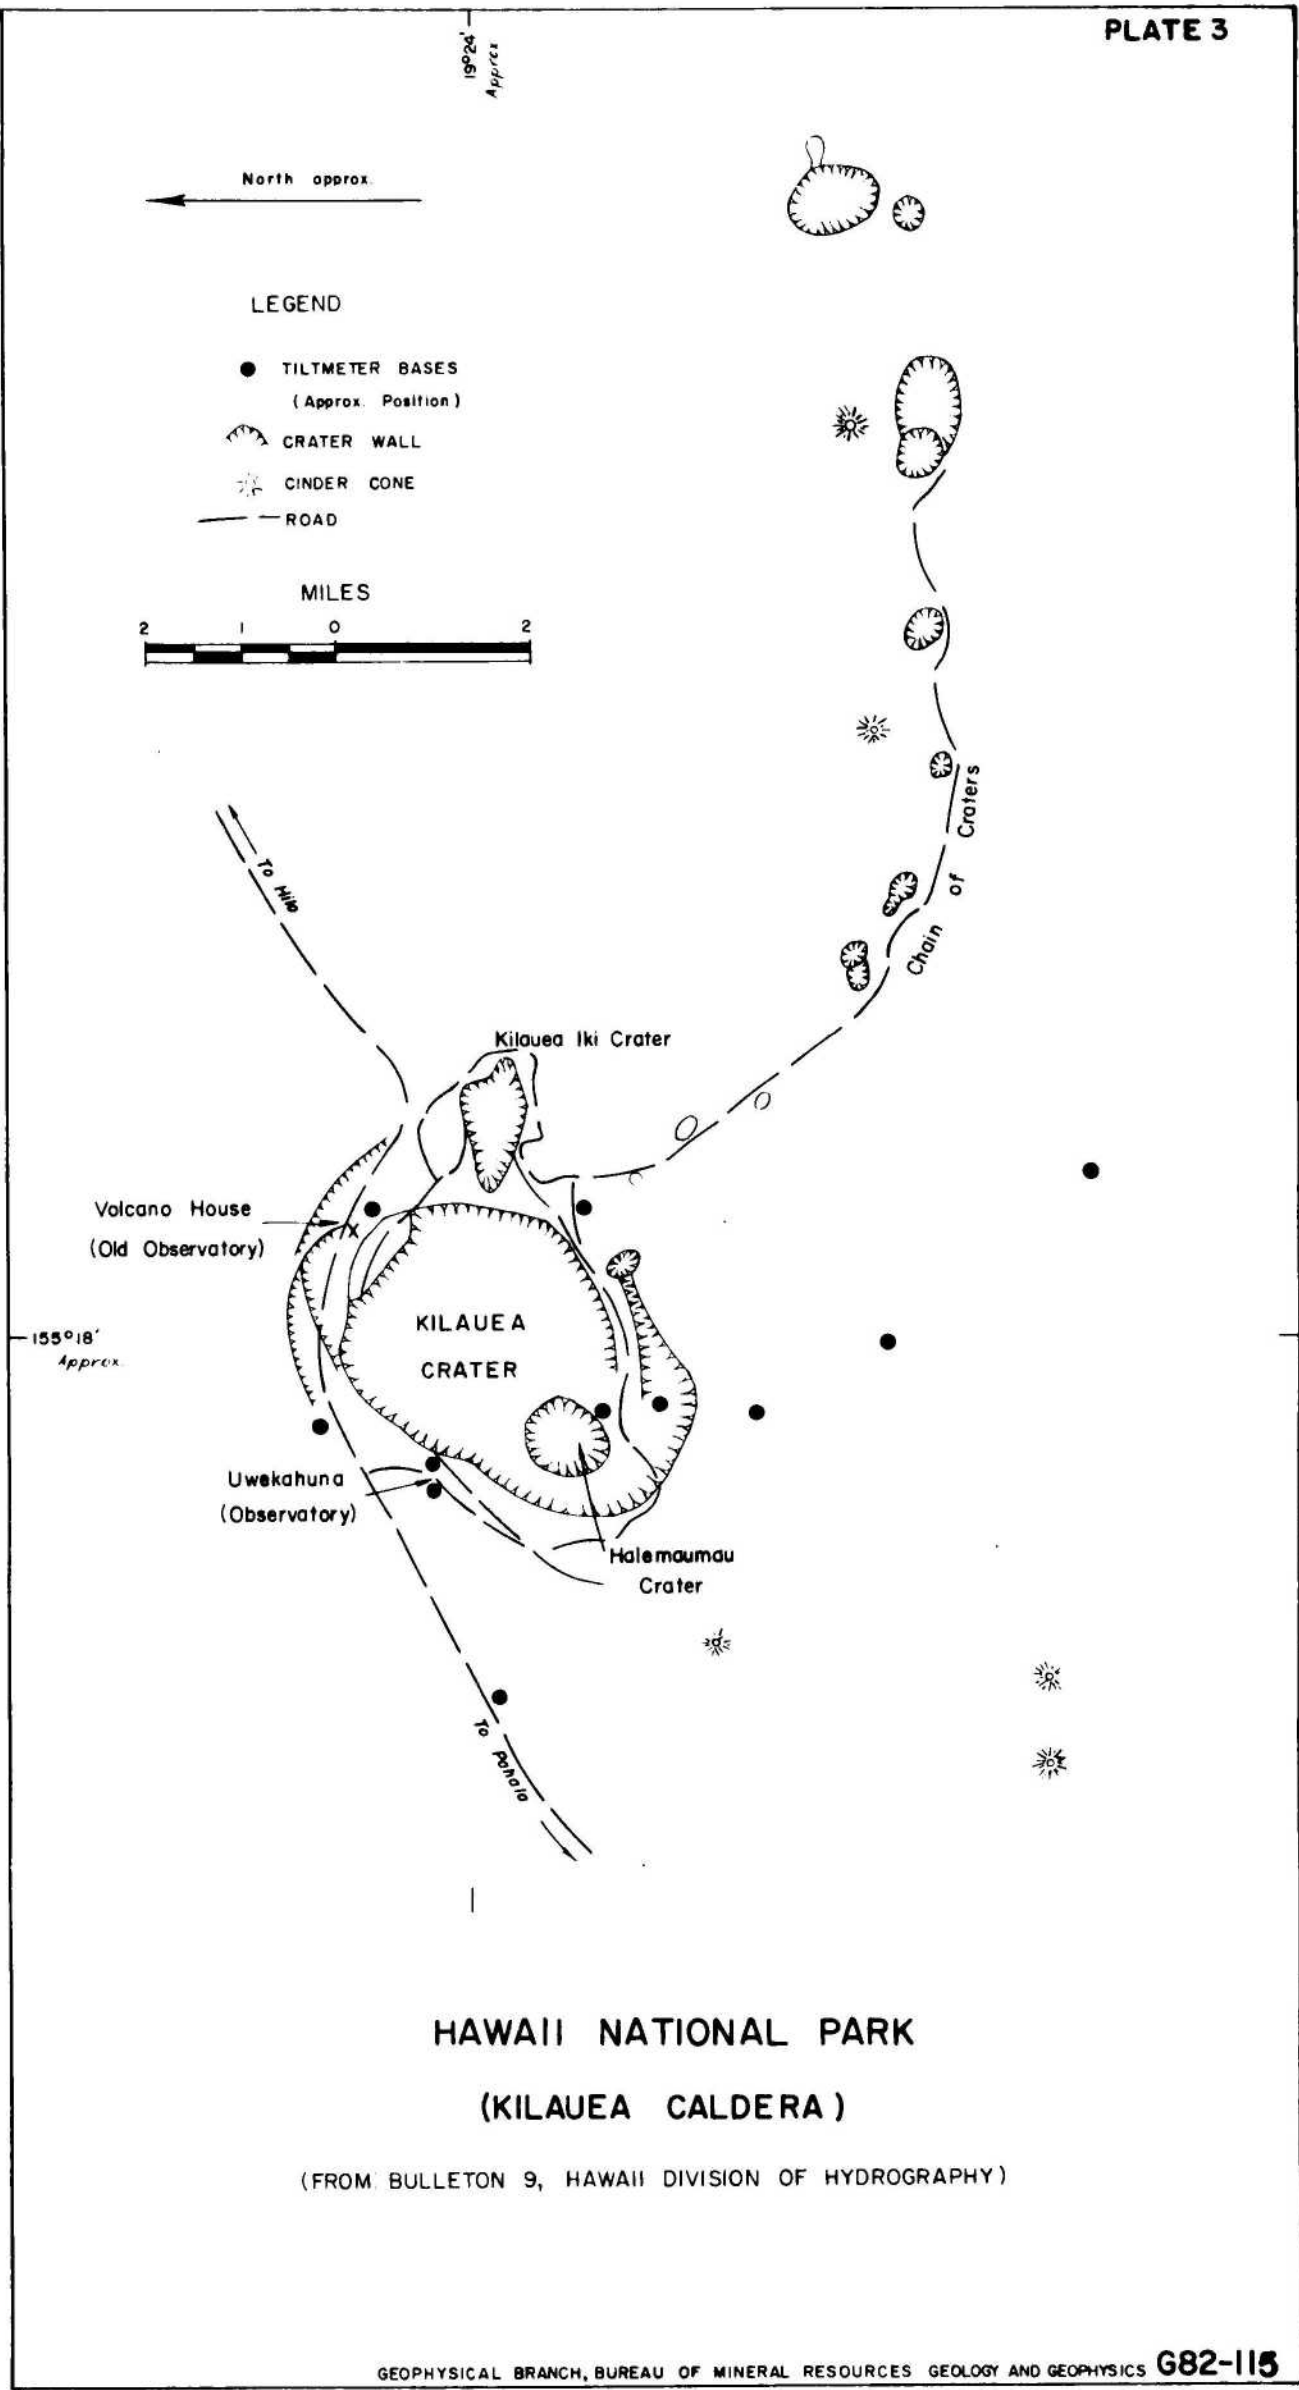 PLATE 3
19°24'
Approx
North approx.
LEGEND
TILTMETER BASES
(Approx. Position)
CRATER WALL
CINDER CONE
ROAD
MILES
2 1 0 2
To Hilo
Chain of Craters
Kilauea Iki Crater
Volcano House
(Old Observatory)
x
155°18'
Approx.
KILAUEA
CRATER
Uwekahuna
(Observatory)
Halemaumau
Crater
To Pahala
HAWAII NATIONAL PARK
(KILAUEA CALDERA)
(FROM BULLETON 9, HAWAII DIVISION OF HYDROGRAPHY)
GEOPHYSICAL BRANCH, BUREAU OF MINERAL RESOURCES GEOLOGY AND GEOPHYSICS G82-115